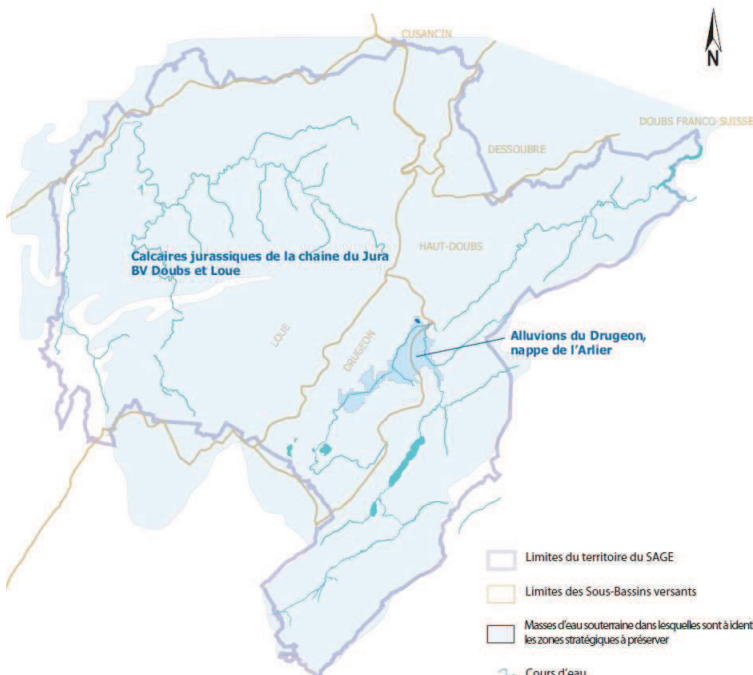 CUSANCIN
N
DOUBS FRANCO-SUISSE
DESSOUBRE
HAUT-DOUBS
Calcaires jurassiques de la chaine du Jura
BV Doubs et Loue
LOUE
DRUGEON
Alluvions du Drugeon,
nappe de l'Arlier
Limites du territoire du SAGE
Limites des Sous-Bassins versants
Masses d'eau souterraine dans lesquelles sont à ident
les zones stratégiques à préserver
Cours d'eau